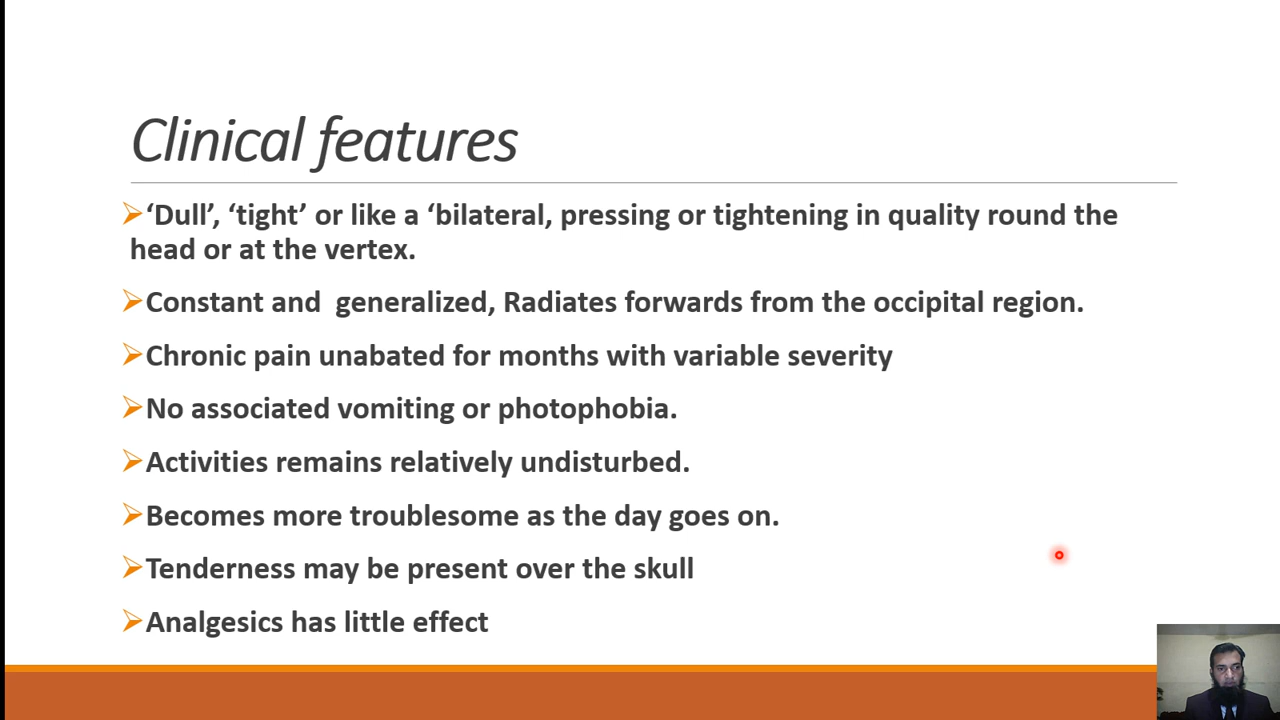 Clinical features
‘Dull’, ‘tight’ or like a ‘bilateral, pressing or tightening in quality round the
head or at the vertex.
Constant and  generalized, Radiates forwards from the occipital region.
Chronic pain unabated for months with variable severity
No associated vomiting or photophobia.
Activities remains relatively undisturbed.
Becomes more troublesome as the day goes on.
Tenderness may be present over the skull
Analgesics has little effect